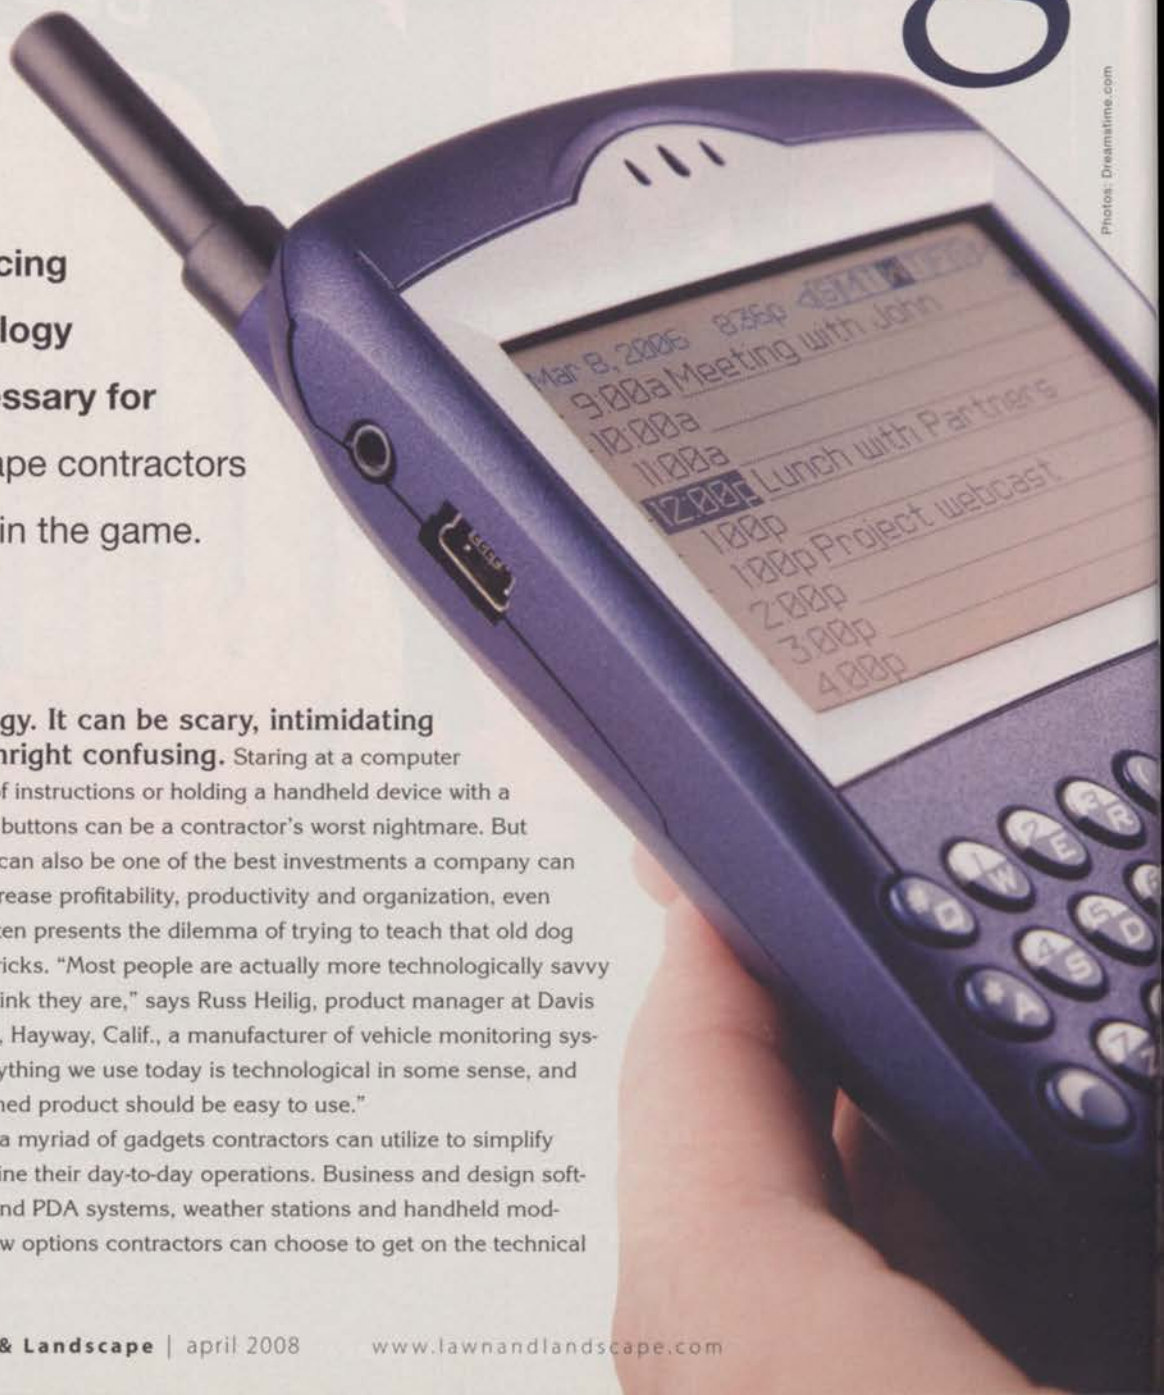 cing
logy
ssary for
ape contractors
in the game.
gy. It can be scary, intimidating
nright confusing. Staring at a computer
f instructions or holding a handheld device with a
buttons can be a contractor's worst nightmare. But
can also be one of the best investments a company can
rease profitability, productivity and organization, even
en presents the dilemma of trying to teach that old dog
ricks. “Most people are actually more technologically savvy
ink they are,” says Russ Heilig, product manager at Davis
, Hayway, Calif., a manufacturer of vehicle monitoring sys-
ything we use today is technological in some sense, and
ned product should be easy to use.”
a myriad of gadgets contractors can utilize to simplify
ine their day-to-day operations. Business and design soft-
nd PDA systems, weather stations and handheld mod-
w options contractors can choose to get on the technical
& Landscape | april 2008 www.lawnandlandscape.com
Photos: Dreamstime.com
Mar 8, 2006 8:36p S M T W T F S
9:00a Meeting with John
10:00a
11:00a
12:00p Lunch with Partners
1:00p
1:00p Project webcast
2:00p
3:00p
4:00p
* Q
1 W
2 E
3 R
* A
4 S
5 D
7 Z